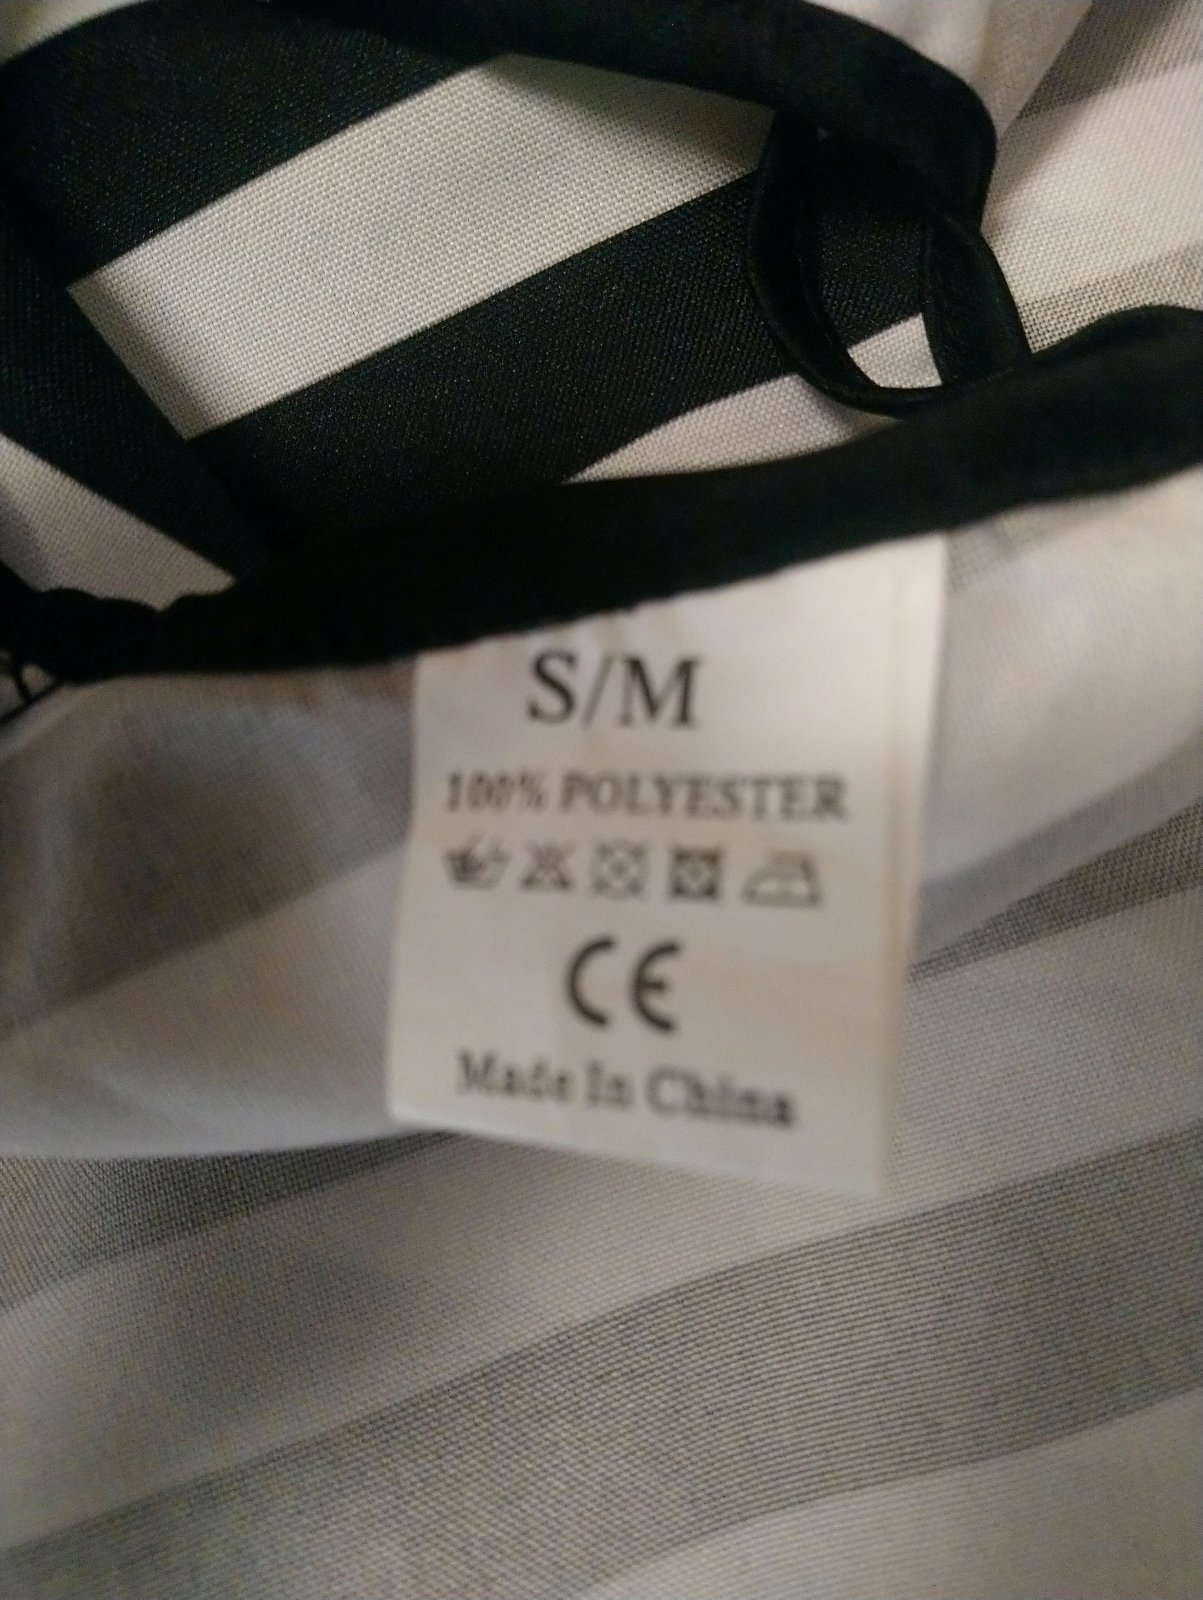 S/M
100% POLYESTER
CE
Made In China